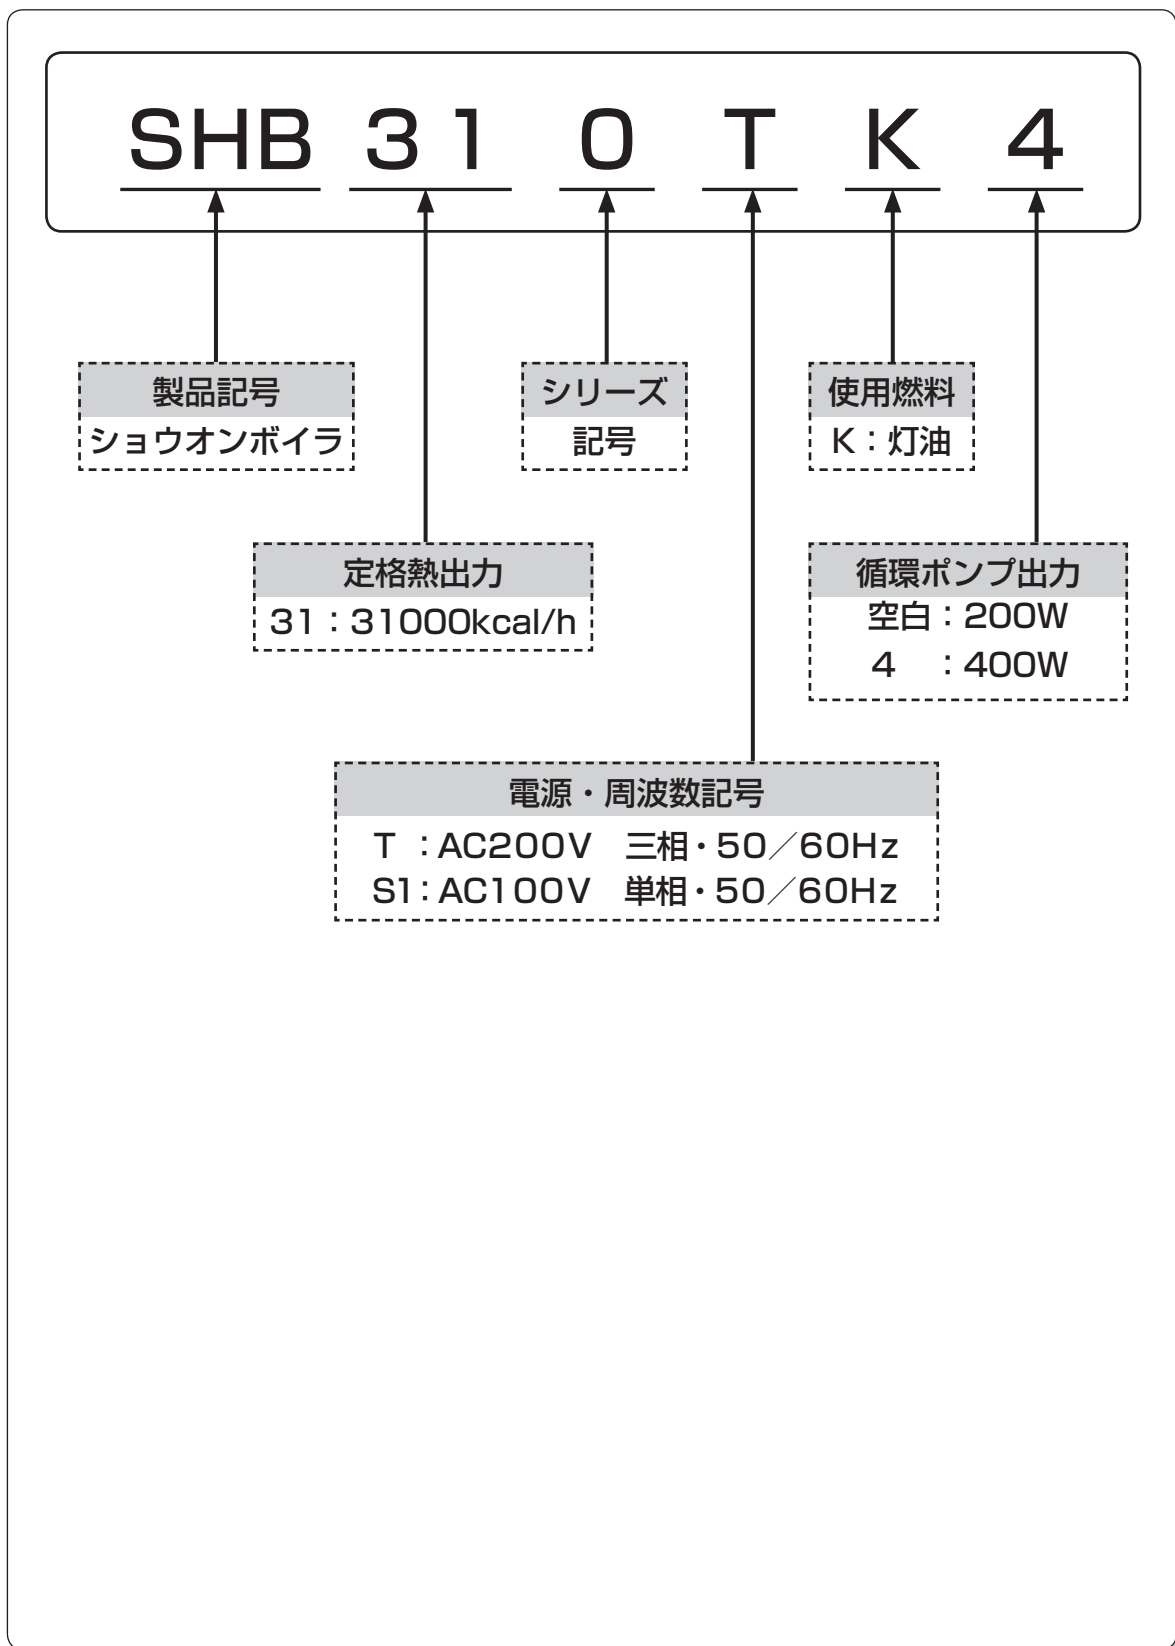 SHB 31 0 T K 4
製品記号
ショウオンボイラ
シリーズ
記号
使用燃料
K：灯油
定格熱出力
31：31000kcal/h
循環ポンプ出力
空白：200W
4　：400W
電源・周波数記号
T ：AC200V　三相・50／60Hz
S1：AC100V　単相・50／60Hz